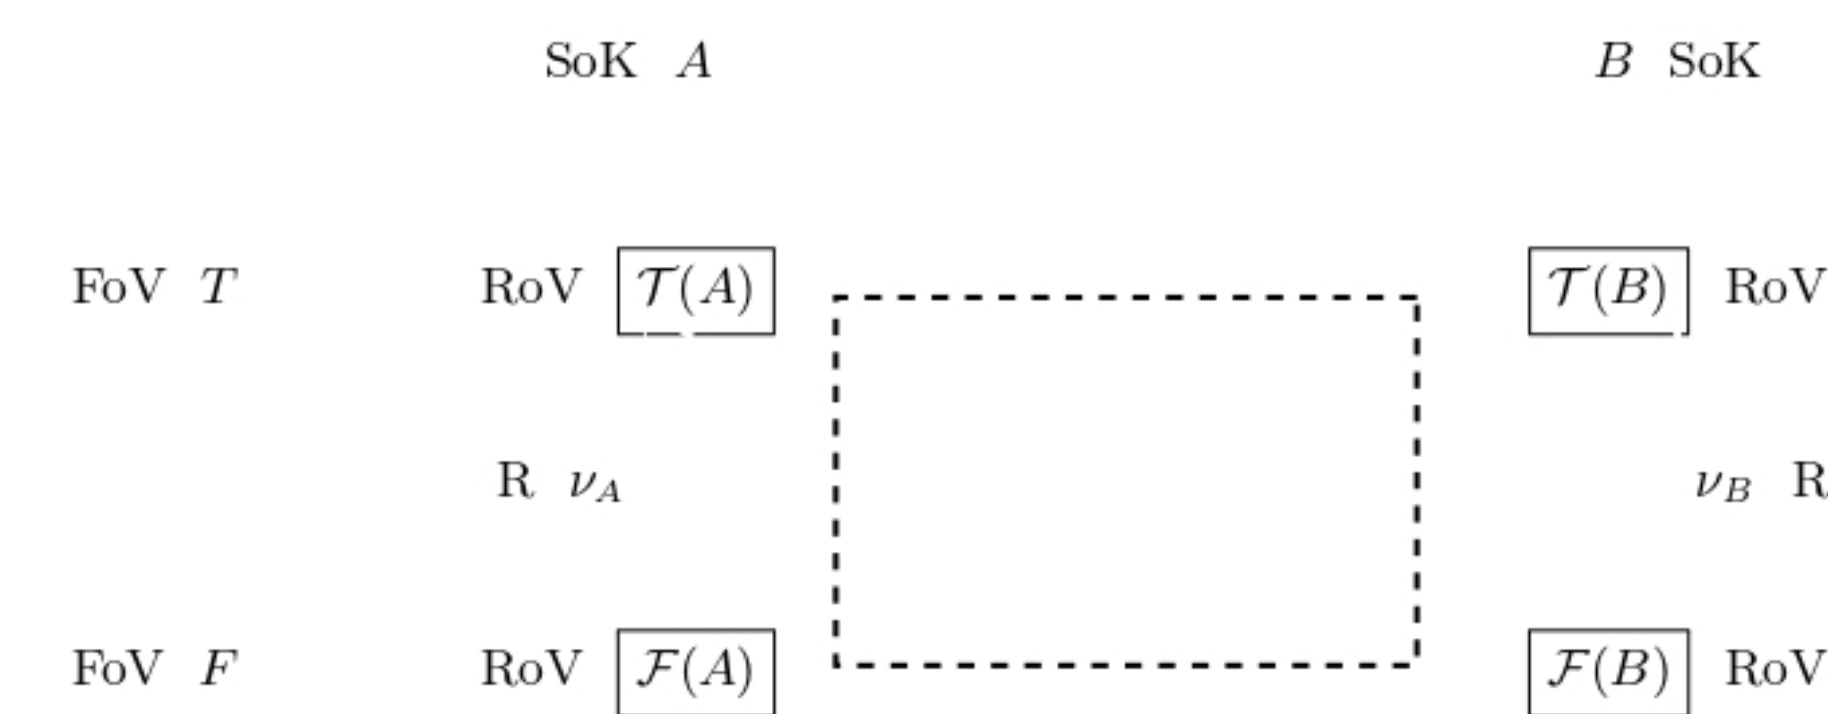 SoK A B SoK
FoV T RoV 𝒯(A) 𝒯(B) RoV
R ν_A ν_B R
FoV F RoV ℱ(A) ℱ(B) RoV